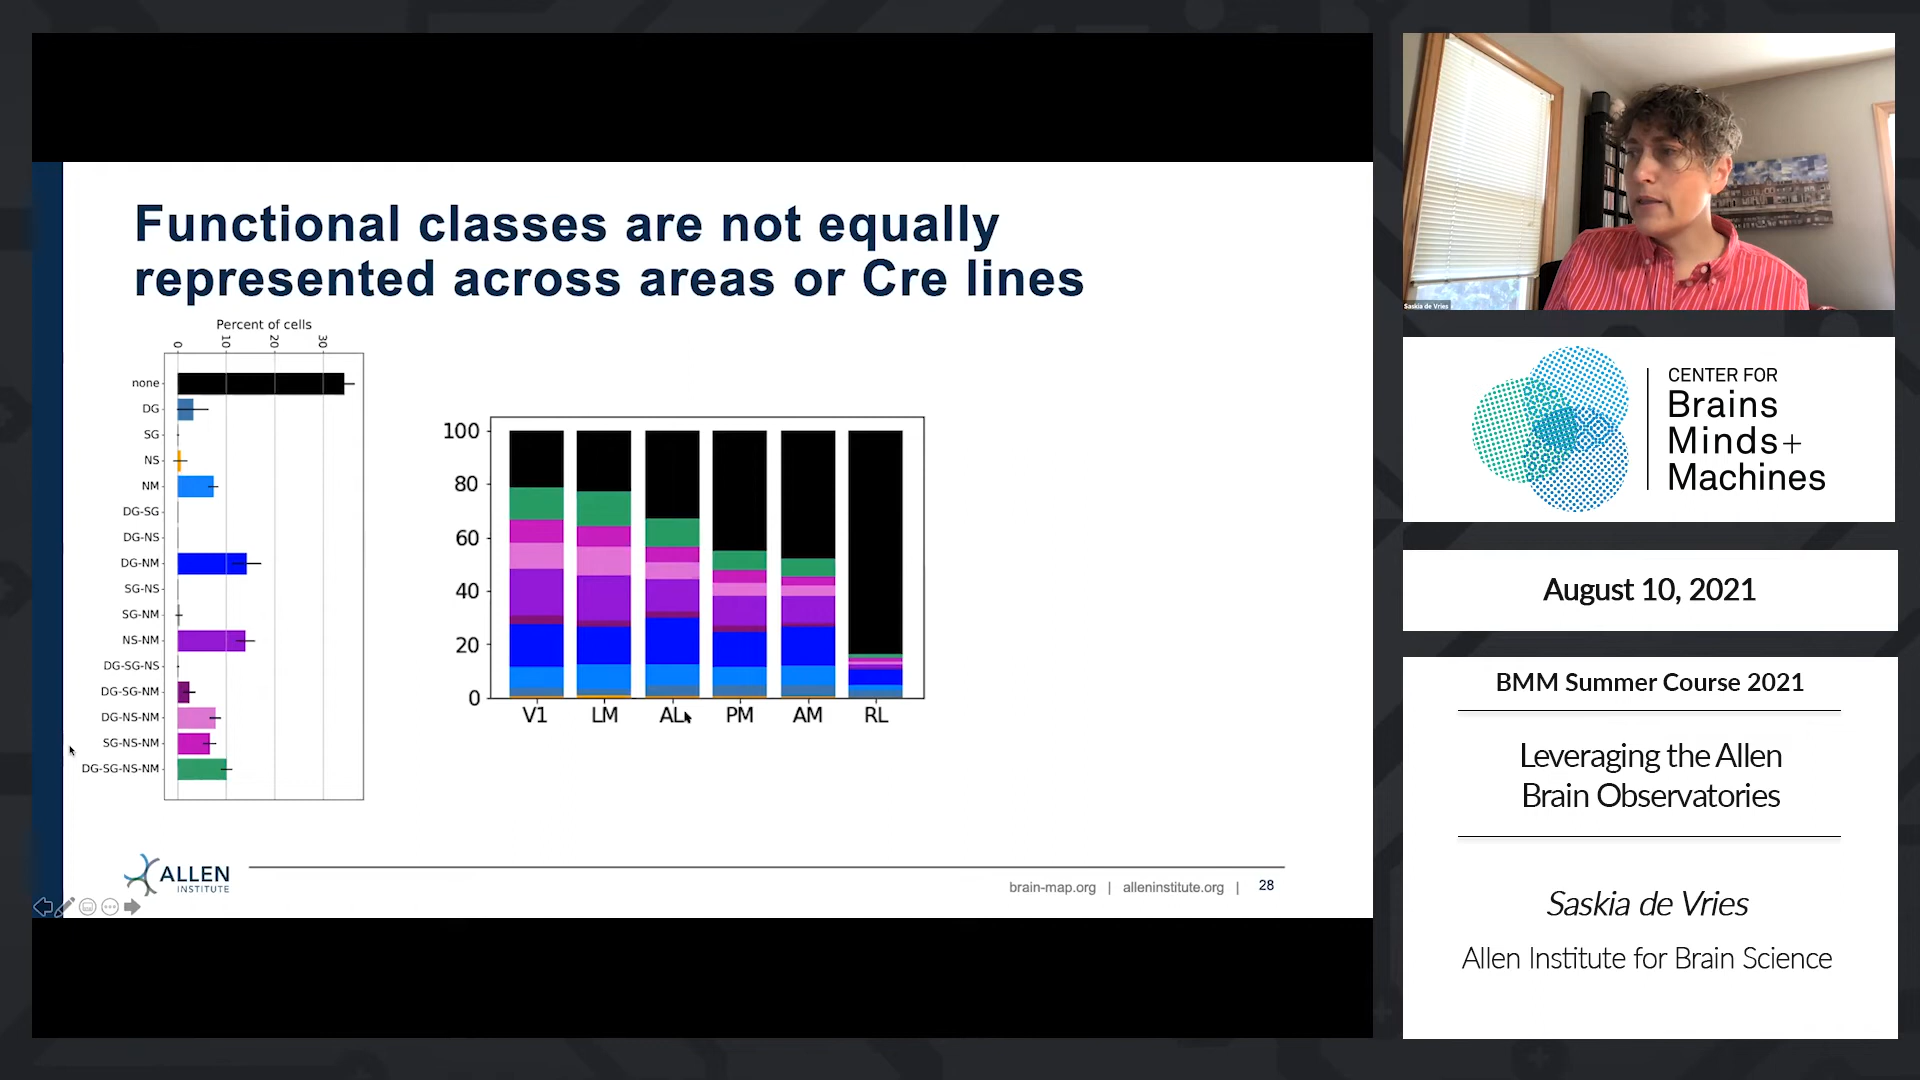 Functional classes are not equally
represented across areas or Cre lines
Percent of cells
0 10 20 30
none
DG
SG
NS
NM
DG-SG
DG-NS
DG-NM
SG-NS
SG-NM
NS-NM
DG-SG-NS
DG-SG-NM
DG-NS-NM
SG-NS-NM
DG-SG-NS-NM
100
80
60
40
20
0
V1 LM AL PM AM RL
ALLEN
INSTITUTE
brain-map.org | alleninstitute.org | 28
Saskia de Vries
CENTER FOR
Brains
Minds+
Machines
August 10, 2021
BMM Summer Course 2021
Leveraging the Allen
Brain Observatories
Saskia de Vries
Allen Institute for Brain Science